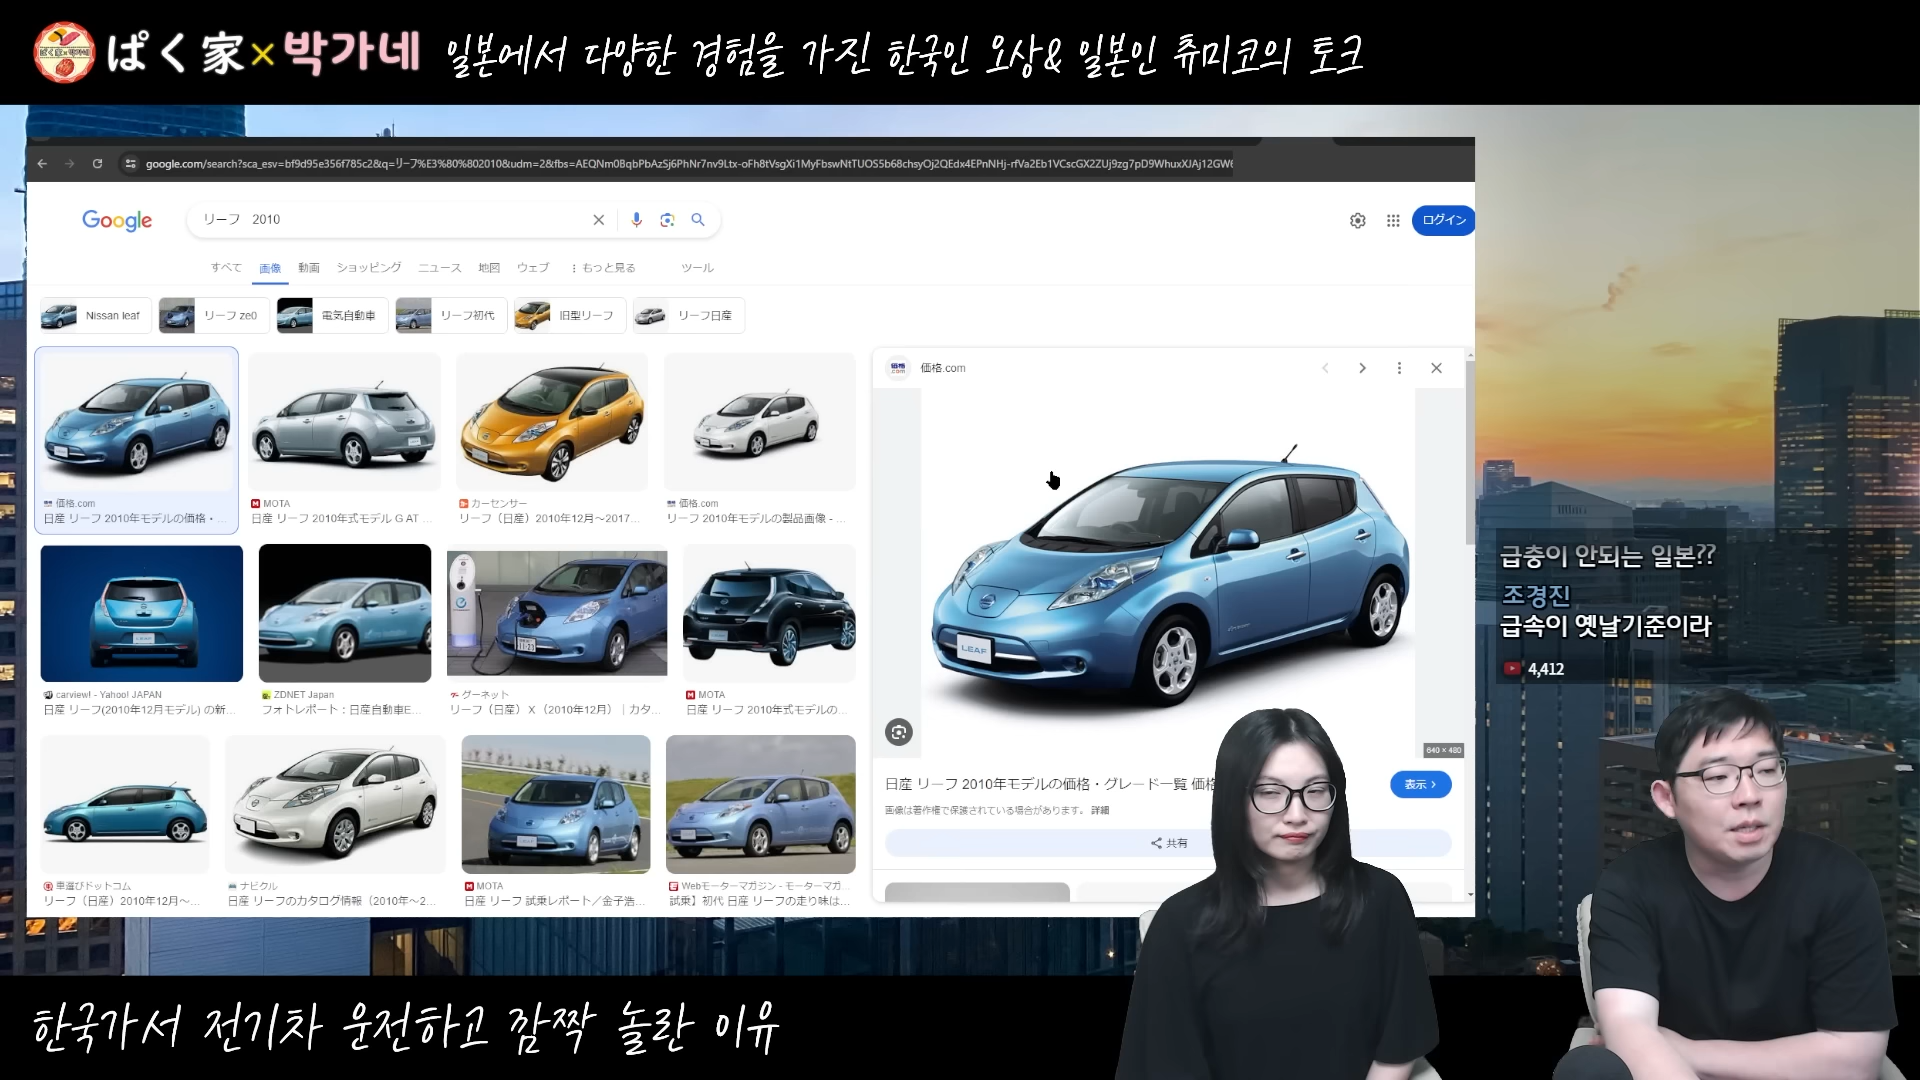 ぱく家×박가네 일본에서 다양한 경험을 가진 한국인 오상& 일본인 츄미코의 토크
Google
リーフ 2010
ログイン
すべて 画像 動画 ショッピング ニュース 地図 ウェブ もっと見る ツール
Nissan leaf リーフ ze0 電気自動車 リーフ初代 旧型リーフ リーフ日産
価格.com MOTA カーセンサー 価格.com
日産 リーフ 2010年モデルの価格・... 日産 リーフ 2010年式モデル G AT ... リーフ（日産）2010年12月～2017... リーフ 2010年モデルの製品画像 - ...
carview! - Yahoo! JAPAN ZDNET Japan グーネット MOTA
日産 リーフ(2010年12月モデル) の新... フォトレポート：日産自動車E... リーフ（日産） X （2010年12月）｜カタ... 日産 リーフ 2010年式モデルの...
車選びドットコム ナビクル MOTA Webモーターマガジン - モーターマガ...
リーフ（日産）2010年12月～... 日産 リーフのカタログ情報（2010年～2... 日産 リーフ 試乗レポート／金子浩... 試乗】初代 日産 リーフの走り味は...
価格.com
LEAF
640 × 480
日産 リーフ 2010年モデルの価格・グレード一覧 価格
表示
画像は著作権で保護されている場合があります。 詳細
共有
급충이 안되는 일본??
조경진
급속이 옛날기준이라
4,412
한국가서 전기차 운전하고 깜짝 놀란 이유